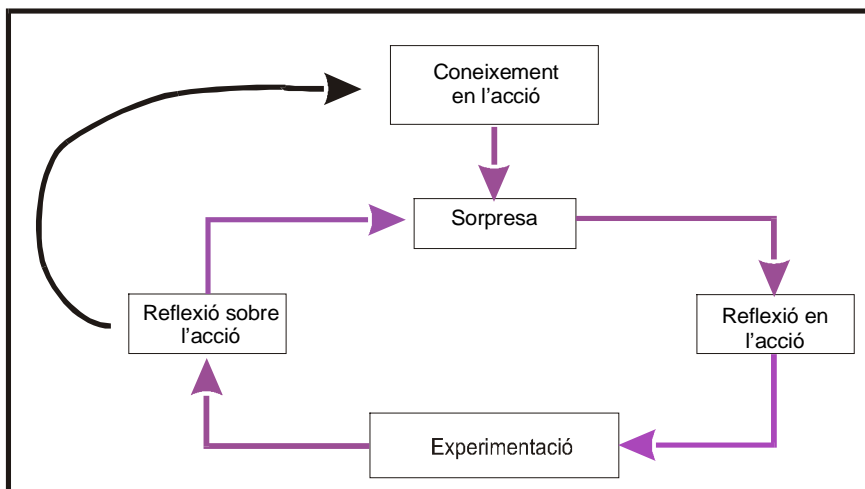 Coneixement
en l'acció
Sorpresa
Reflexió sobre
l'acció
Reflexió en
l'acció
Experimentació